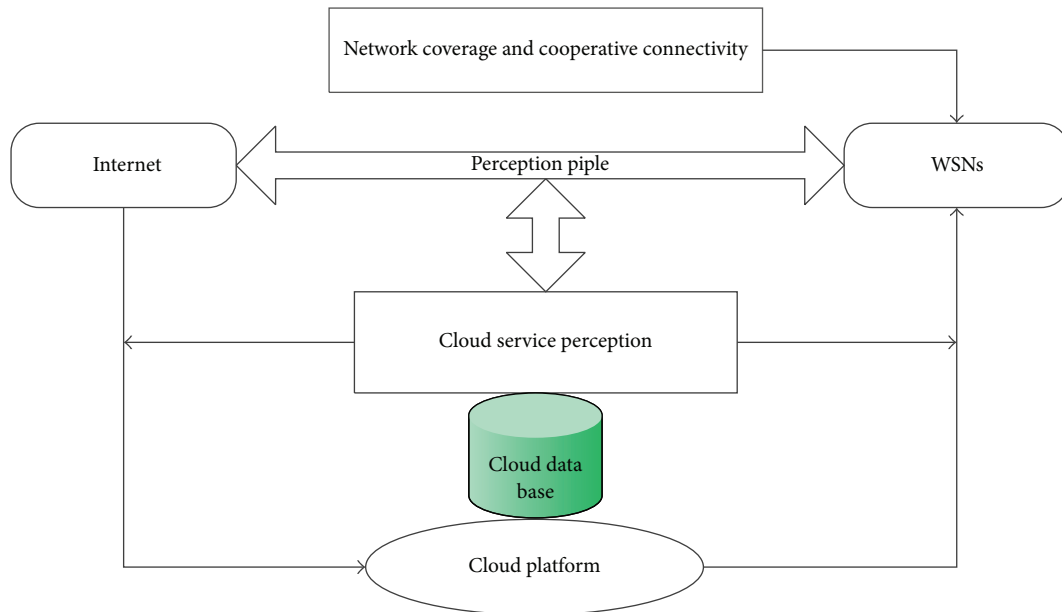 Network coverage and cooperative connectivity
Internet
Perception piple
WSNs
Cloud service perception
Cloud data
base
Cloud platform